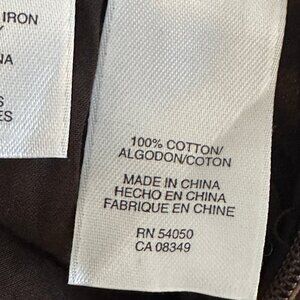 IRON
Y
NA
S
ES
100% COTTON/
ALGODON/COTON
MADE IN CHINA
HECHO EN CHINA
FABRIQUE EN CHINE
RN 54050
CA 08349